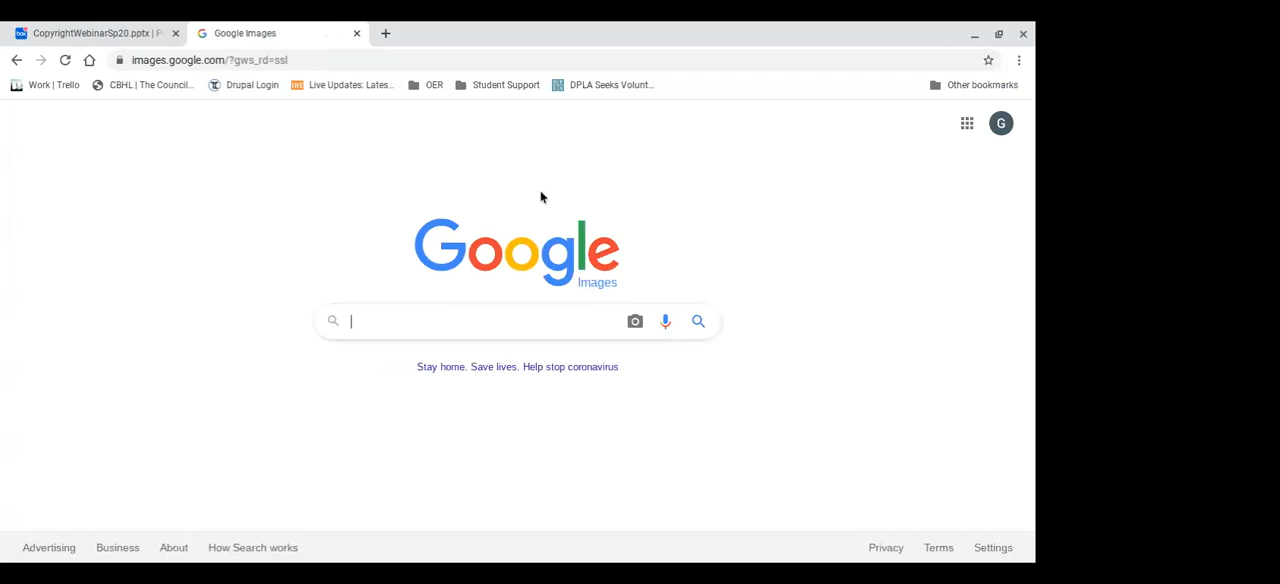 CopyrightWebinarSp20.pptx | P
Google Images
images.google.com/?gws_rd=ssl
Work | Trello
CBHL | The Council...
Drupal Login
Live Updates: Lates...
OER
Student Support
DPLA Seeks Volunt...
Other bookmarks
G
Google
Images
Stay home. Save lives. Help stop coronavirus
Advertising Business About How Search works Privacy Terms Settings